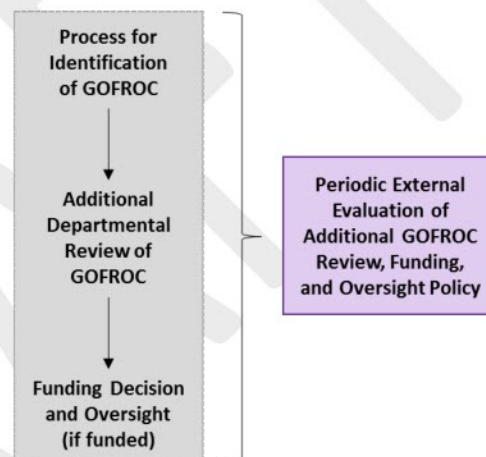 Process for
Identification
of GOFROC
Additional
Departmental
Review of
GOFROC
Funding Decision
and Oversight
(if funded)
Periodic External
Evaluation of
Additional GOFROC
Review, Funding,
and Oversight Policy